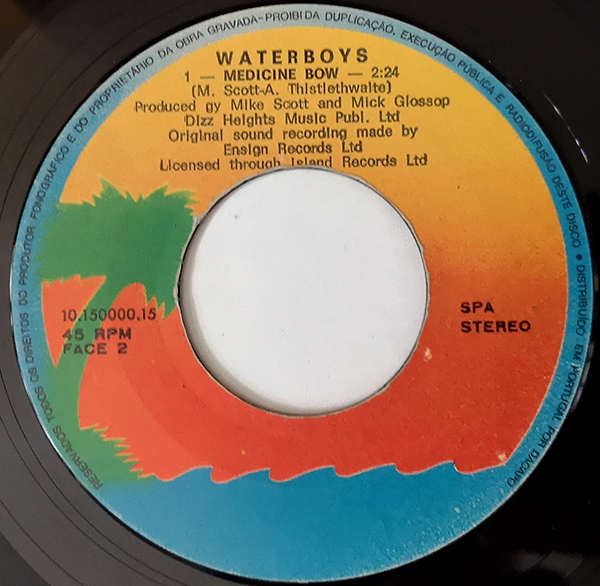 RESERVADOS TODOS OS DIREITOS DO PRODUTOR FONOGRÁFICO E DO PROPRIETÁRIO DA OBRA GRAVADA-PROIBIDA DUPLICAÇÃO, EXECUÇÃO PÚBLICA E RADIODIFUSÃO DESTE DISCO ● DISTRIBUÍDO EM PORTUGAL POR DACAPO
WATERBOYS
1 — MEDICINE BOW — 2:24
(M. Scott-A. Thistlethwaite)
Produced gy Mike Scott and Mick Glossop
Dizz Heights Music Publ. Ltd
Original sound recording made by
Ensign Records Ltd
Licensed through Island Records Ltd
10.150000.15
45 RPM
FACE 2
SPA
STEREO